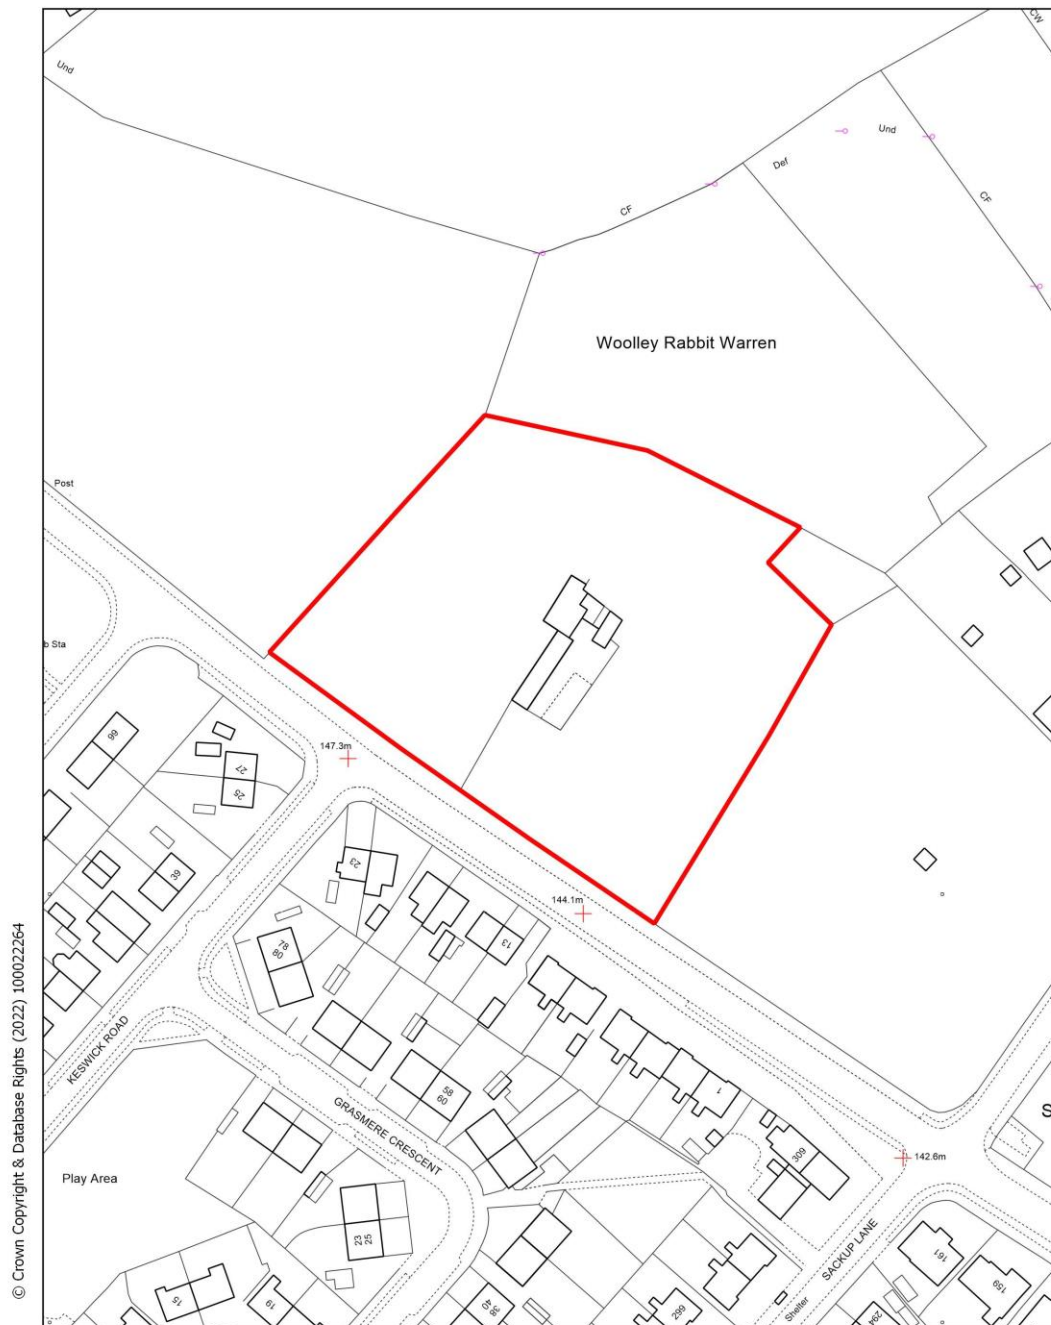 CW
Und
Und
Def
CF
CF
Woolley Rabbit Warren
Post
b Sta
99
27
25
147.3m
39
23
144.1m
13
78
80
KESWICK ROAD
58
60
1
GRASMERE CRESCENT
309
142.6m
S
Play Area
23
25
SACKUP LANE
161
159
15
19
40
38
299
Shelter
294
© Crown Copyright & Database Rights (2022) 100022264